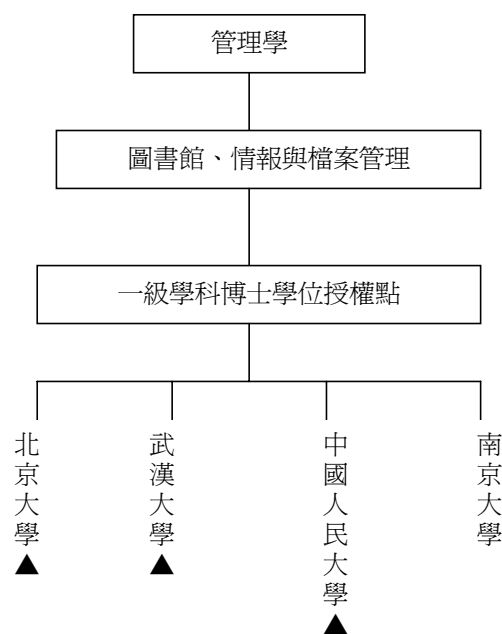 管理學
圖書館、情報與檔案管理
一級學科博士學位授權點
北京大學▲
武漢大學▲
中國人民大學▲
南京大學